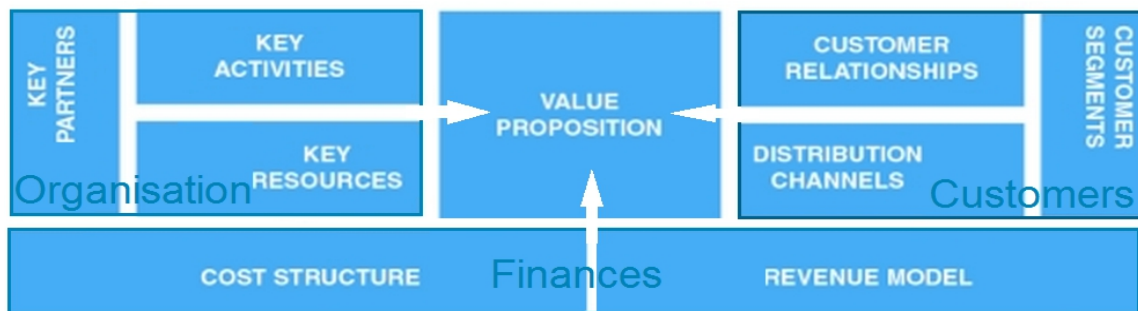 KEY
PARTNERS
KEY
ACTIVITIES
KEY
RESOURCES
Organisation
VALUE
PROPOSITION
CUSTOMER
RELATIONSHIPS
DISTRIBUTION
CHANNELS
CUSTOMER
SEGMENTS
Customers
COST STRUCTURE
Finances
REVENUE MODEL